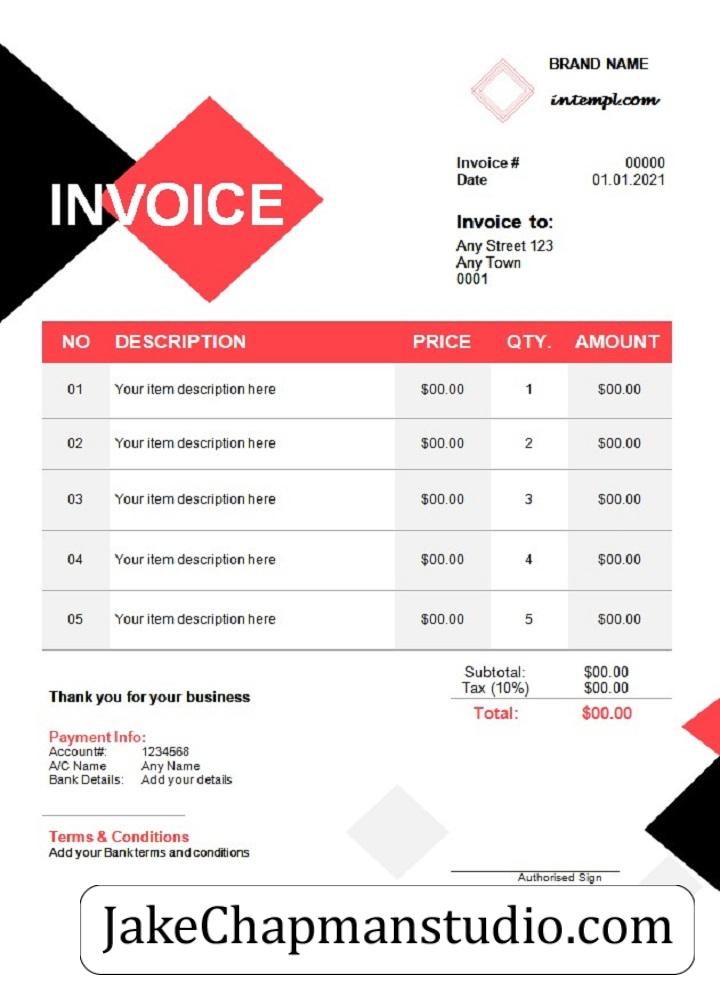 BRAND NAME
intempl.com
INVOICE
Invoice # 00000
Date 01.01.2021
Invoice to:
Any Street 123
Any Town
0001
NO DESCRIPTION PRICE QTY. AMOUNT
01 Your item description here $00.00 1 $00.00
02 Your item description here $00.00 2 $00.00
03 Your item description here $00.00 3 $00.00
04 Your item description here $00.00 4 $00.00
05 Your item description here $00.00 5 $00.00
Subtotal: $00.00
Tax (10%) $00.00
Total: $00.00
Thank you for your business
Payment Info:
Account#: 1234568
A/C Name Any Name
Bank Details: Add your details
Terms & Conditions
Add your Bank terms and conditions
Authorised Sign
JakeChapmanstudio.com